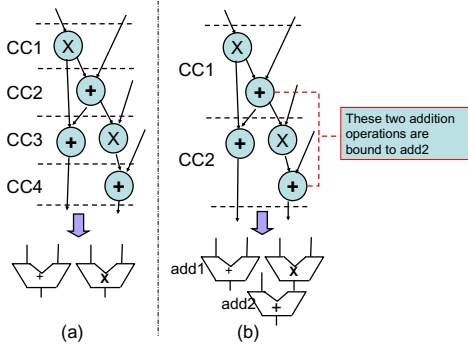 CC1
X
CC2
+
CC3
+
X
CC4
+
+
X
(a)
CC1
X
+
CC2
+
X
+
These two addition
operations are
bound to add2
add1
+
X
add2
+
(b)